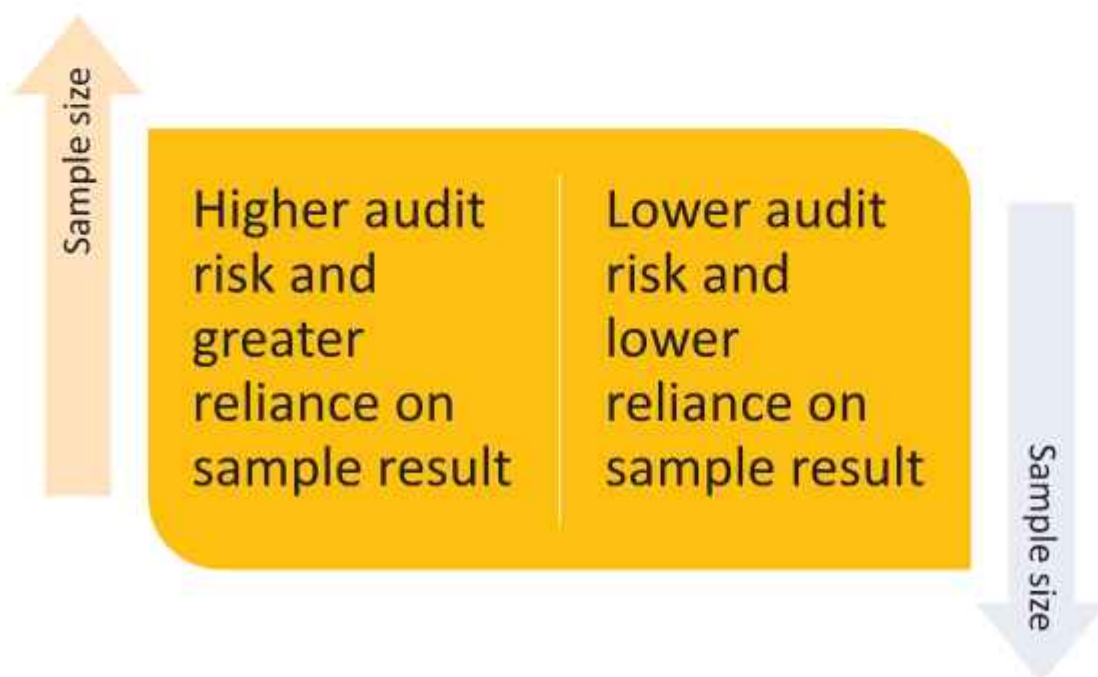 Sample size
Higher audit
risk and
greater
reliance on
sample result
Lower audit
risk and
lower
reliance on
sample result
Sample size